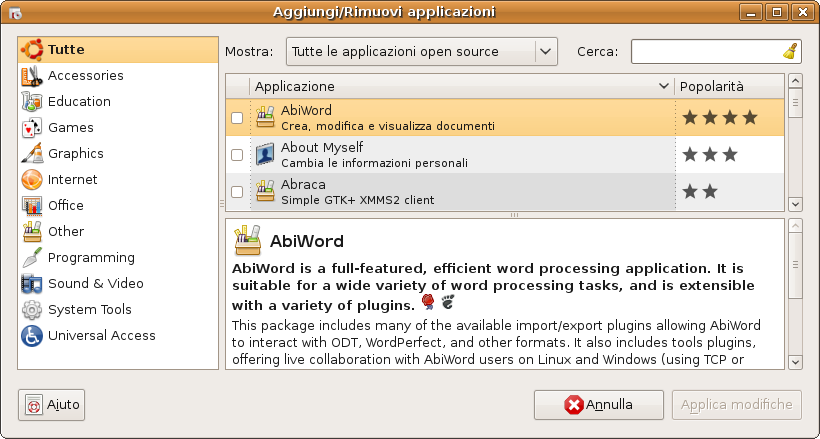 Aggiungi/Rimuovi applicazioni
Tutte
Accessories
Education
Games
Graphics
Internet
Office
Other
Programming
Sound & Video
System Tools
Universal Access
Mostra: Tutte le applicazioni open source Cerca:
Applicazione Popolarità
AbiWord
Crea, modifica e visualizza documenti
About Myself
Cambia le informazioni personali
Abraca
Simple GTK+ XMMS2 client
AbiWord
AbiWord is a full-featured, efficient word processing application. It is
suitable for a wide variety of word processing tasks, and is extensible
with a variety of plugins.
This package includes many of the available import/export plugins allowing AbiWord
to interact with ODT, WordPerfect, and other formats. It also includes tools plugins,
offering live collaboration with AbiWord users on Linux and Windows (using TCP or
Aiuto Annulla Applica modifiche